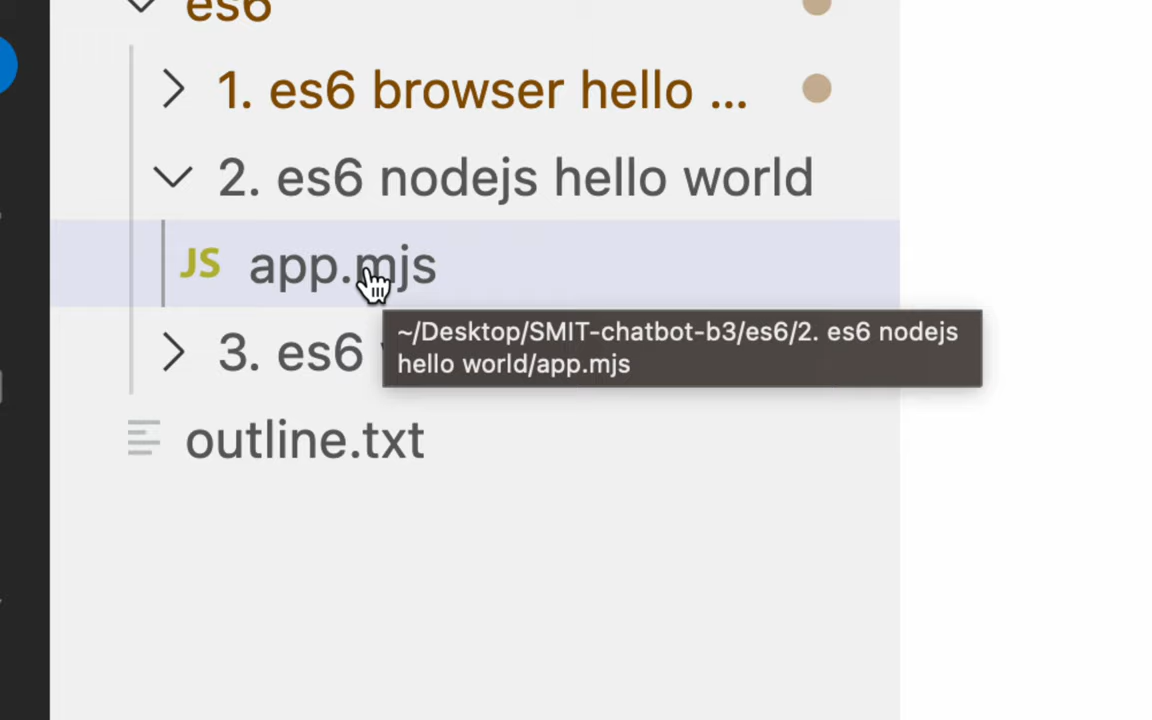 es6
1. es6 browser hello ...
2. es6 nodejs hello world
JS app.mjs
~/Desktop/SMIT-chatbot-b3/es6/2. es6 nodejs
hello world/app.mjs
3. es6
outline.txt